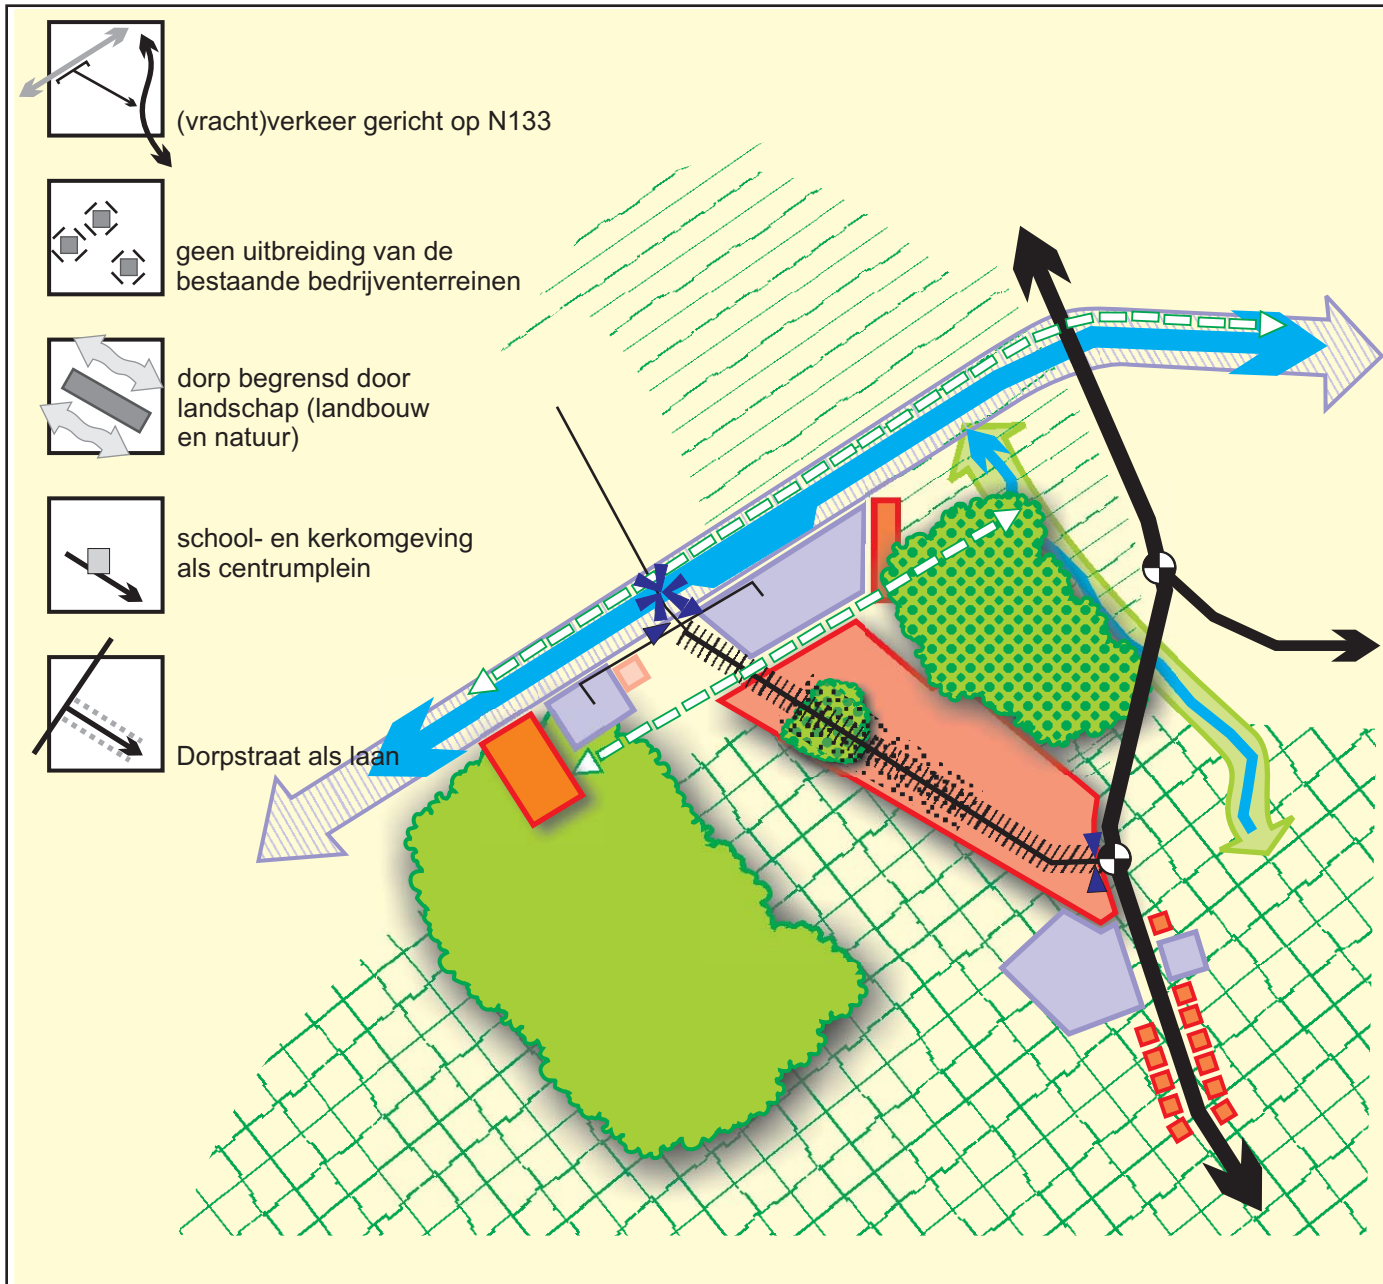 (vracht)verkeer gericht op N133
geen uitbreiding van de
bestaande bedrijventerreinen
dorp begrensd door
landschap (landbouw
en natuur)
school- en kerkomgeving
als centrumplein
Dorpstraat als laan